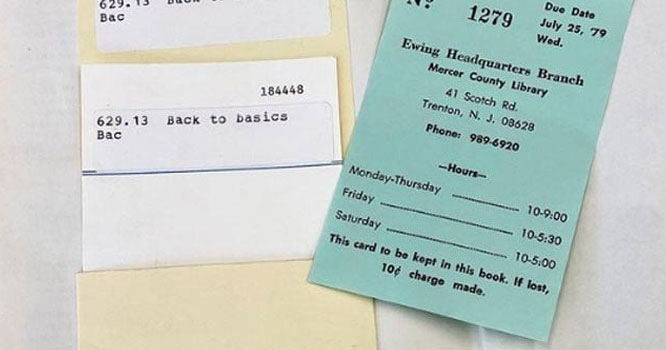 629.13 Back to basics
Bac
184448
629.13 Back to basics
Bac
Nº 1279
Due Date
July 25, '79
Wed.
Ewing Headquarters Branch
Mercer County Library
41 Scotch Rd.
Trenton, N. J. 08628
Phone: 989-6920
—Hours—
Monday-Thursday 10-9:00
Friday 10-5:30
Saturday 10-5:00
This card to be kept in this book. If lost,
10¢ charge made.